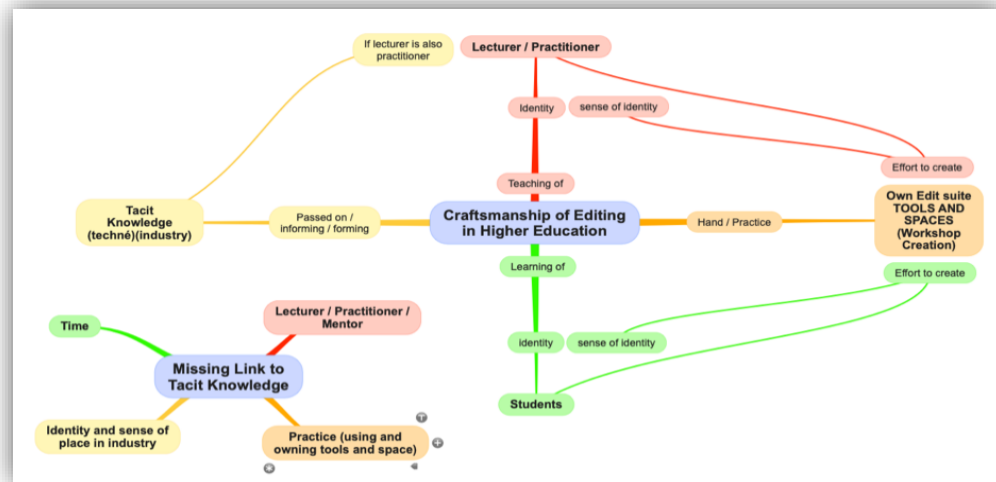 If lecturer is also
practitioner
Lecturer / Practitioner
Identity
sense of identity
Effort to create
Teaching of
Tacit
Knowledge
(techné)(industry)
Passed on /
informing / forming
Craftsmanship of Editing
in Higher Education
Hand / Practice
Own Edit suite
TOOLS AND
SPACES
(Workshop
Creation)
Learning of
Effort to create
identity
sense of identity
Students
Time
Lecturer / Practitioner /
Mentor
Missing Link to
Tacit Knowledge
Identity and sense of
place in industry
Practice (using and
owning tools and space)